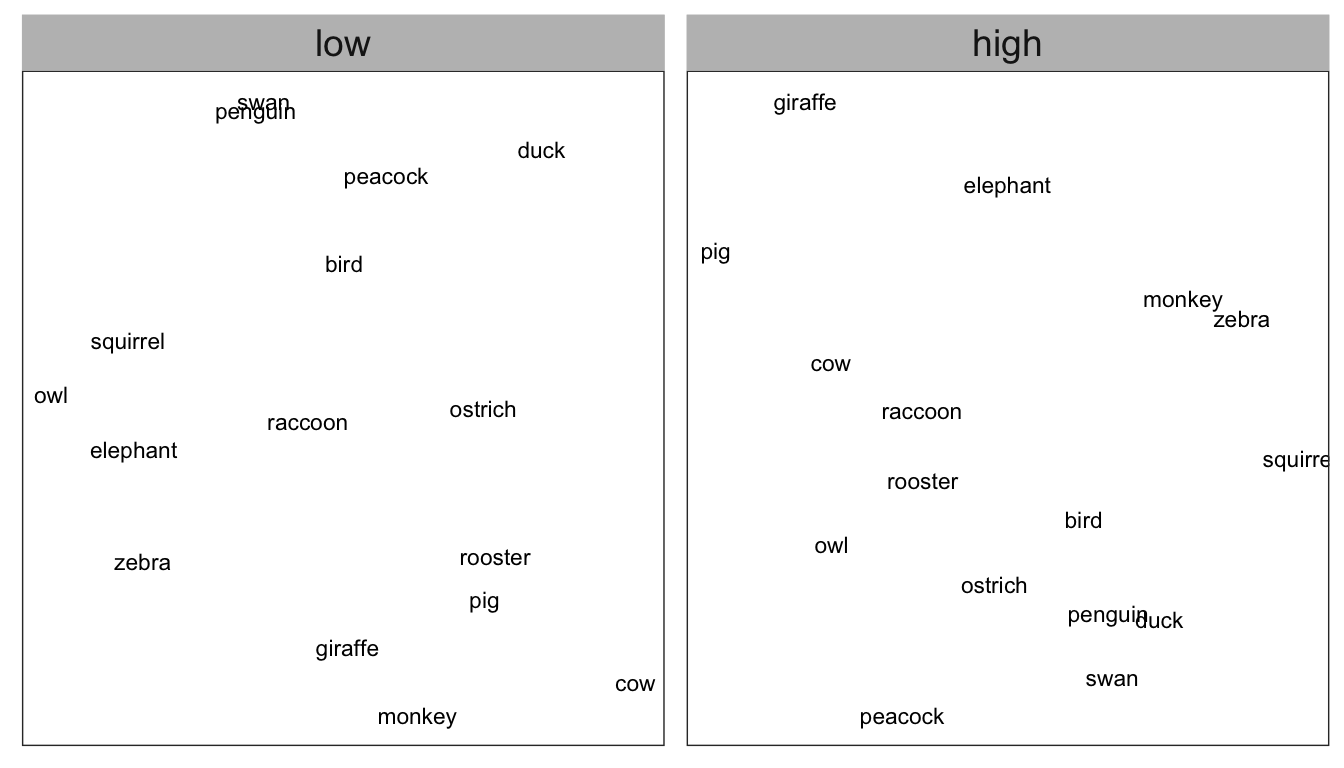 low
swan
penguin
duck
peacock
bird
squirrel
owl
ostrich
raccoon
elephant
rooster
zebra
pig
giraffe
cow
monkey
high
giraffe
elephant
pig
monkey
zebra
cow
raccoon
squirre
rooster
bird
owl
ostrich
penguin
duck
swan
peacock